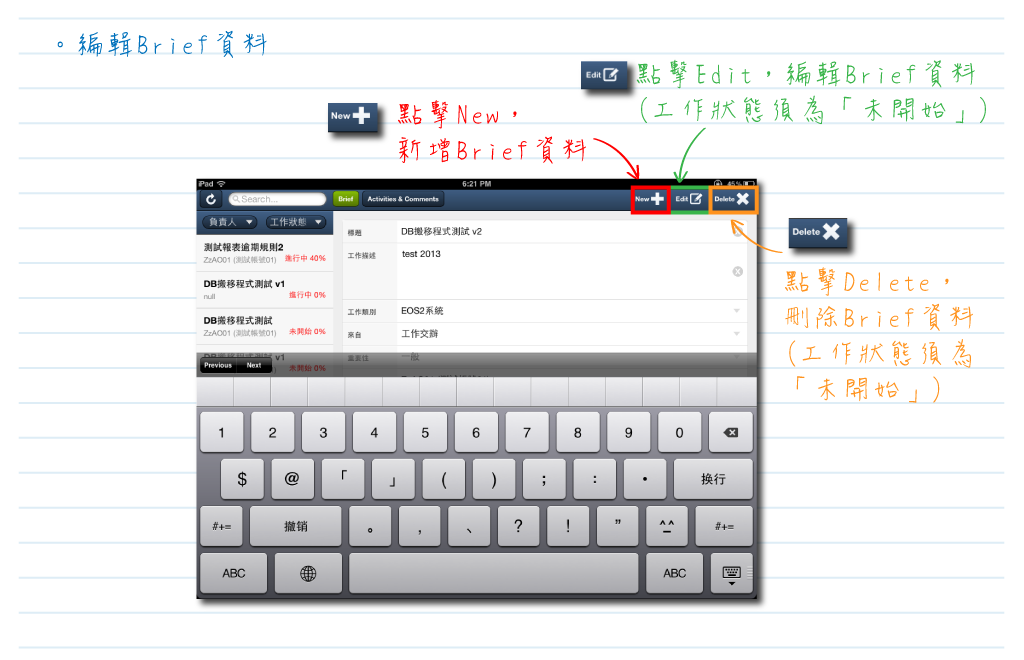 。編輯Brief資料
Edit
點擊Edit，編輯Brief資料
(工作狀態須為「未開始」)
New
點擊New，
新增Brief資料
iPad 6:21 PM 45%
Search... Brief Activities & Comments New Edit Delete
負責人 工作狀態
測試報表逾期規則2
ZzAO01 (測試帳號01) 進行中 40%
DB搬移程式測試 v1
null 進行中 0%
DB搬移程式測試
ZzAO01 (測試帳號01) 未開始 0%
DB搬移程式測試 v1
未開始 0%
標題 DB搬移程式測試 v2
工作描述 test 2013
工作類別 EOS2系統
來自 工作交辦
重要性 一般
Previous Next
1 2 3 4 5 6 7 8 9 0
$ @ 「 」 ( ) ; : · 换行
#+= 撤销 。 , 、 ? ! " ^_^ #+=
ABC ABC
Delete
點擊Delete，
刪除Brief資料
(工作狀態須為
「未開始」)